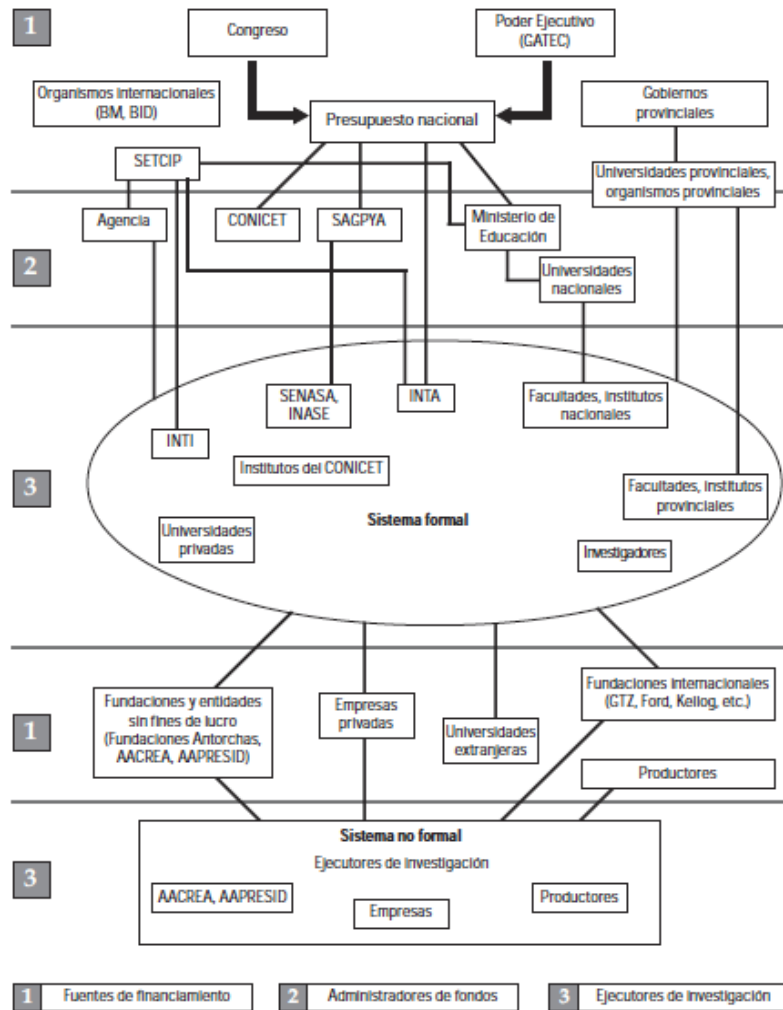 1
Congreso
Poder Ejecutivo
(GATEC)
Organismos internacionales
(BM, BID)
Presupuesto nacional
Gobiernos
provinciales
SETCIP
Universidades provinciales,
organismos provinciales
Agencia
CONICET
SAGPYA
Ministerio de
Educación
2
Universidades
nacionales
SENASA,
INASE
INTA
Facultades, institutos
nacionales
INTI
Institutos del CONICET
3
Facultades, institutos
provinciales
Sistema formal
Universidades
privadas
Investigadores
1
Fundaciones y entidades
sin fines de lucro
(Fundaciones Antorchas,
AACREA, AAPRESID)
Empresas
privadas
Universidades
extranjeras
Fundaciones internacionales
(GTZ, Ford, Kellog, etc.)
Productores
Sistema no formal
Ejecutores de investigación
3
AACREA, AAPRESID
Empresas
Productores
1 Fuentes de financiamiento
2 Administradores de fondos
3 Ejecutores de investigación